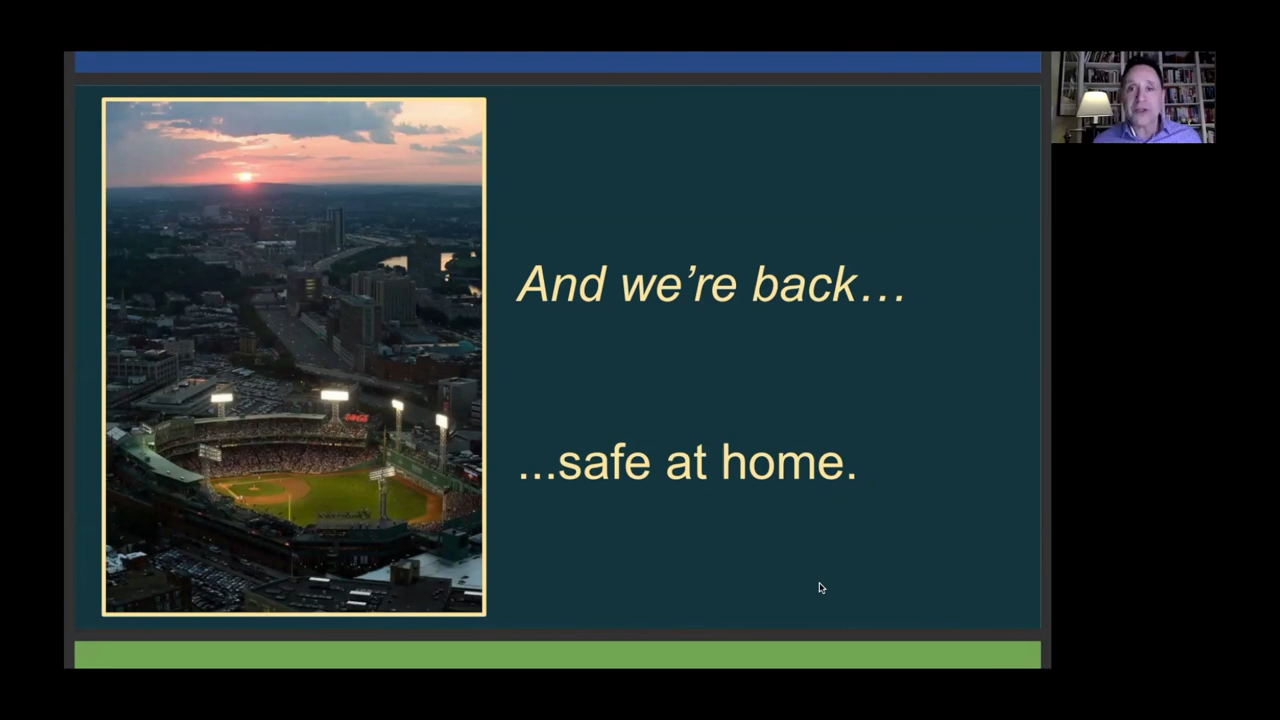 And we’re back…
...safe at home.